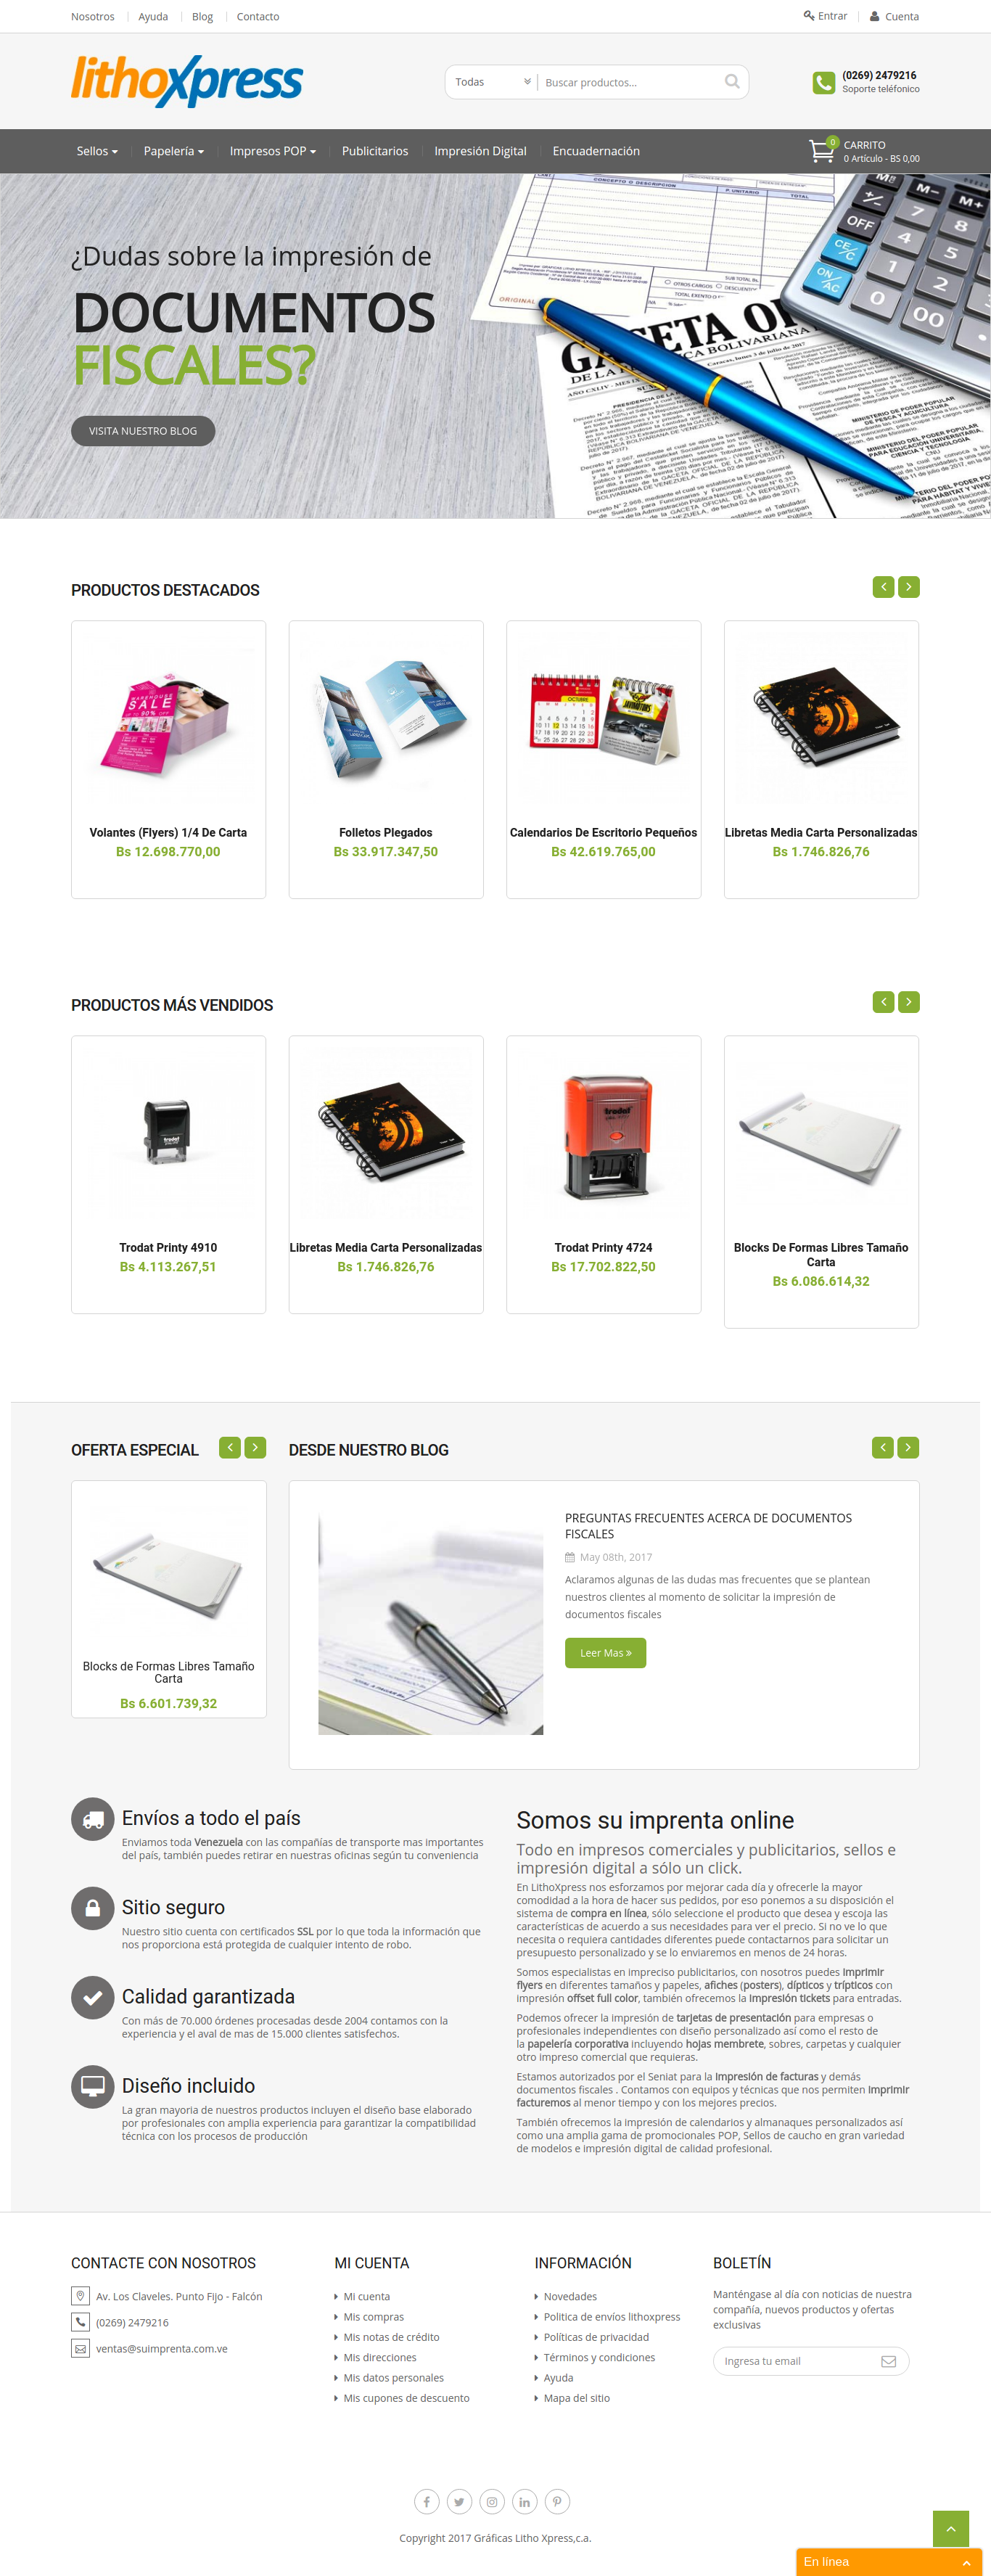 Nosotros Ayuda Blog Contacto
Entrar Cuenta
lithoXpress
Todas Buscar productos...
(0269) 2479216
Soporte teléfonico
Sellos Papelería Impresos POP Publicitarios Impresión Digital Encuadernación
0 CARRITO
0 Artículo - BS 0,00
¿Dudas sobre la impresión de
DOCUMENTOS
FISCALES?
VISITA NUESTRO BLOG
CONCEPTO O DESCRIPCION P. UNITARIO TOTAL
ORIGINAL
PRODUCTOS DESTACADOS
WAREHOUSE
SALE
OCTUBRE
Volantes (Flyers) 1/4 De Carta
Bs 12.698.770,00
Folletos Plegados
Bs 33.917.347,50
Calendarios De Escritorio Pequeños
Bs 42.619.765,00
Libretas Media Carta Personalizadas
Bs 1.746.826,76
PRODUCTOS MÁS VENDIDOS
trodat
trodat
Trodat Printy 4910
Bs 4.113.267,51
Libretas Media Carta Personalizadas
Bs 1.746.826,76
Trodat Printy 4724
Bs 17.702.822,50
Blocks De Formas Libres Tamaño
Carta
Bs 6.086.614,32
OFERTA ESPECIAL
Blocks de Formas Libres Tamaño
Carta
Bs 6.601.739,32
DESDE NUESTRO BLOG
PREGUNTAS FRECUENTES ACERCA DE DOCUMENTOS
FISCALES
May 08th, 2017
Aclaramos algunas de las dudas mas frecuentes que se plantean
nuestros clientes al momento de solicitar la impresión de
documentos fiscales
Leer Mas
Envíos a todo el país
Enviamos toda Venezuela con las compañías de transporte mas importantes
del país, también puedes retirar en nuestras oficinas según tu conveniencia
Sitio seguro
Nuestro sitio cuenta con certificados SSL por lo que toda la información que
nos proporciona está protegida de cualquier intento de robo.
Calidad garantizada
Con más de 70.000 órdenes procesadas desde 2004 contamos con la
experiencia y el aval de mas de 15.000 clientes satisfechos.
Diseño incluido
La gran mayoria de nuestros productos incluyen el diseño base elaborado
por profesionales con amplia experiencia para garantizar la compatibilidad
técnica con los procesos de producción
Somos su imprenta online
Todo en impresos comerciales y publicitarios, sellos e
impresión digital a sólo un click.
En LithoXpress nos esforzamos por mejorar cada día y ofrecerle la mayor
comodidad a la hora de hacer sus pedidos, por eso ponemos a su disposición el
sistema de compra en línea, sólo seleccione el producto que desea y escoja las
características de acuerdo a sus necesidades para ver el precio. Si no ve lo que
necesita o requiera cantidades diferentes puede contactarnos para solicitar un
presupuesto personalizado y se lo enviaremos en menos de 24 horas.
Somos especialistas en impreciso publicitarios, con nosotros puedes imprimir
flyers en diferentes tamaños y papeles, afiches (posters), dípticos y trípticos con
impresión offset full color, también ofrecemos la impresión tickets para entradas.
Podemos ofrecer la impresión de tarjetas de presentación para empresas o
profesionales independientes con diseño personalizado así como el resto de
la papelería corporativa incluyendo hojas membrete, sobres, carpetas y cualquier
otro impreso comercial que requieras.
Estamos autorizados por el Seniat para la impresión de facturas y demás
documentos fiscales . Contamos con equipos y técnicas que nos permiten imprimir
facturemos al menor tiempo y con los mejores precios.
También ofrecemos la impresión de calendarios y almanaques personalizados así
como una amplia gama de promocionales POP, Sellos de caucho en gran variedad
de modelos e impresión digital de calidad profesional.
CONTACTE CON NOSOTROS
Av. Los Claveles. Punto Fijo - Falcón
(0269) 2479216
ventas@suimprenta.com.ve
MI CUENTA
Mi cuenta
Mis compras
Mis notas de crédito
Mis direcciones
Mis datos personales
Mis cupones de descuento
INFORMACIÓN
Novedades
Politica de envíos lithoxpress
Políticas de privacidad
Términos y condiciones
Ayuda
Mapa del sitio
BOLETÍN
Manténgase al día con noticias de nuestra
compañía, nuevos productos y ofertas
exclusivas
Ingresa tu email
Copyright 2017 Gráficas Litho Xpress,c.a.
En línea